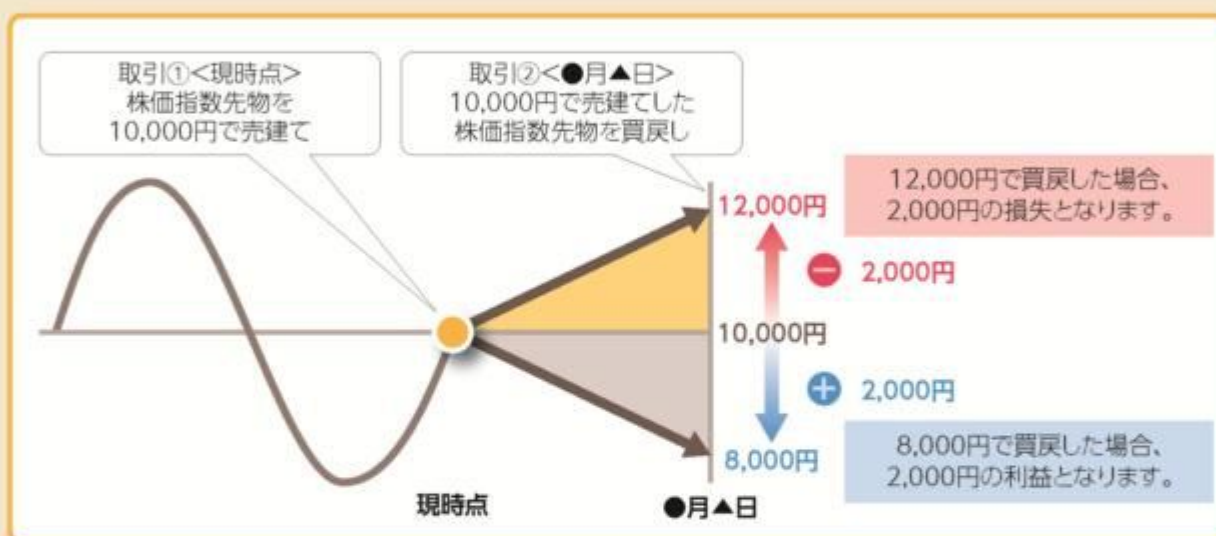 取引①<現時点>
株価指数先物を
10,000円で売建て
取引②<●月▲日>
10,000円で売建てした
株価指数先物を買戻し
12,000円
12,000円で買戻した場合、
2,000円の損失となります。
2,000円
10,000円
2,000円
8,000円
8,000円で買戻した場合、
2,000円の利益となります。
現時点
●月▲日